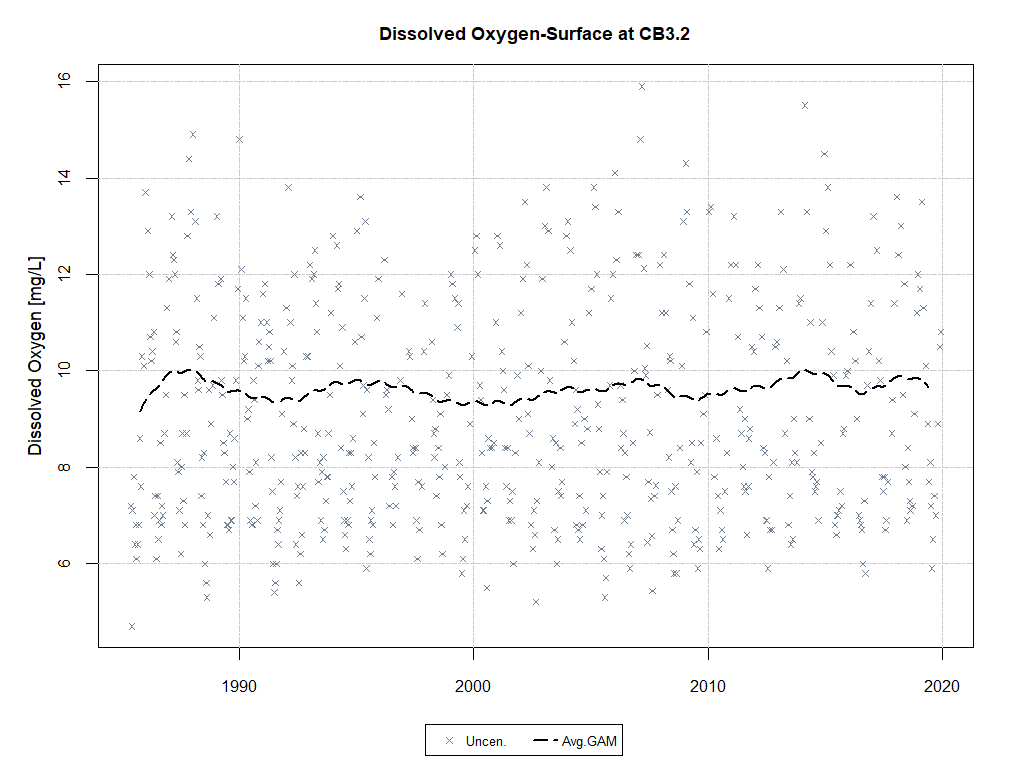 Dissolved Oxygen-Surface at CB3.2
Dissolved Oxygen [mg/L]
16
14
12
10
8
6
1990
2000
2010
2020
Uncen.
Avg.GAM